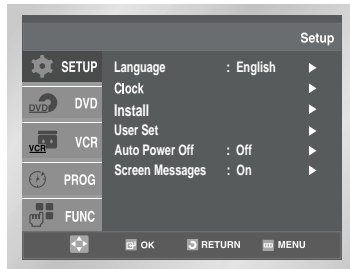 Setup
SETUP
Language : English ►
Clock ►
DVD DVD
Install ►
User Set ►
VCR VCR
Auto Power Off : Off ►
Screen Messages : On ►
PROG
FUNC
OK RETURN MENU